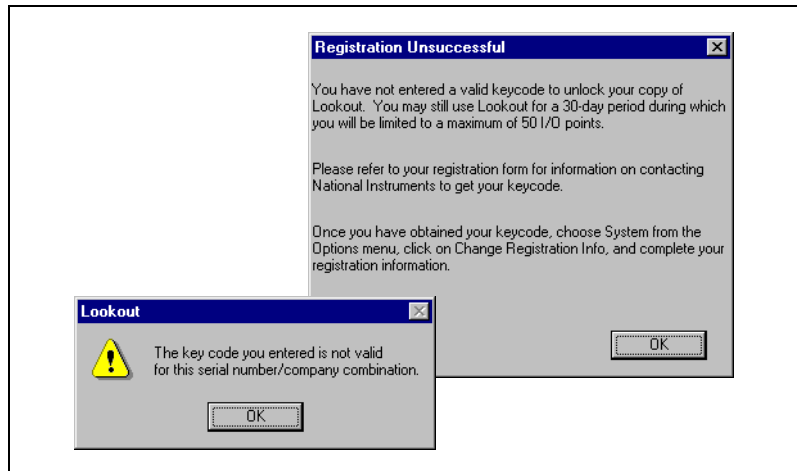 Registration Unsuccessful
You have not entered a valid keycode to unlock your copy of
Lookout. You may still use Lookout for a 30-day period during which
you will be limited to a maximum of 50 I/O points.
Please refer to your registration form for information on contacting
National Instruments to get your keycode.
Once you have obtained your keycode, choose System from the
Options menu, click on Change Registration Info, and complete your
registration information.
OK
Lookout
The key code you entered is not valid
for this serial number/company combination.
OK